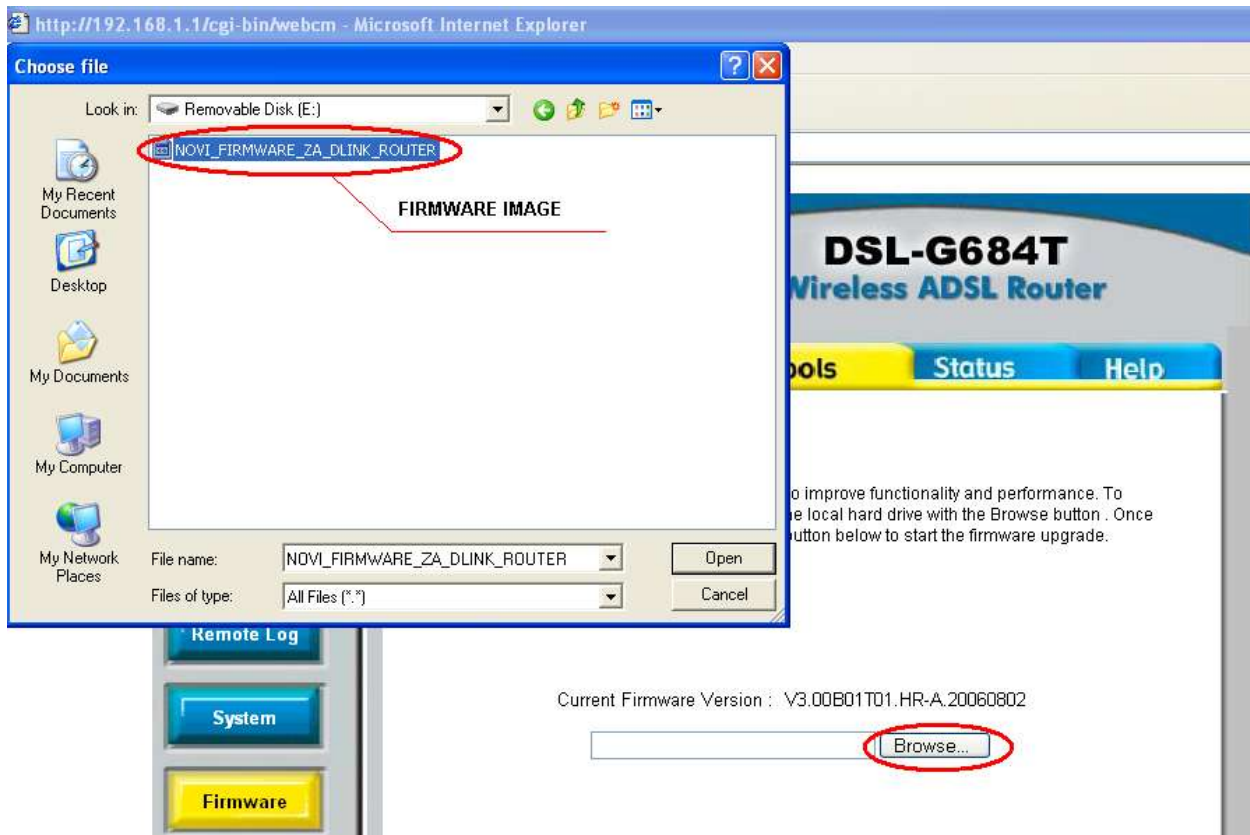 http://192.168.1.1/cgi-bin/webcm - Microsoft Internet Explorer
Choose file
Look in:
Removable Disk (E:)
NOVI_FIRMWARE_ZA_DLINK_ROUTER
FIRMWARE IMAGE
My Recent
Documents
Desktop
My Documents
My Computer
My Network
Places
File name:
NOVI_FIRMWARE_ZA_DLINK_ROUTER
Open
Files of type:
All Files (*.*)
Cancel
DSL-G684T
Wireless ADSL Router
Status
Help
improve functionality and performance. To
local hard drive with the Browse button . Once
below to start the firmware upgrade.
Remote Log
System
Firmware
Current Firmware Version : V3.00B01T01.HR-A.20060802
Browse...